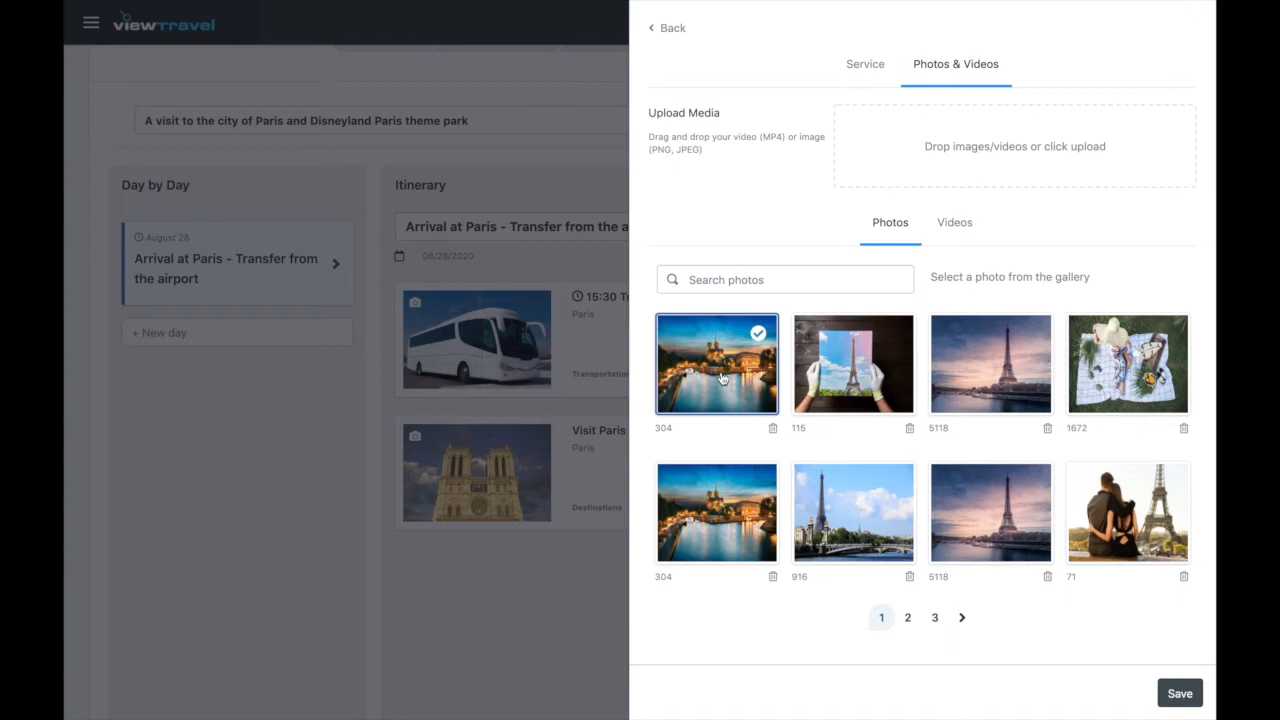 viewtravel
A visit to the city of Paris and Disneyland Paris theme park
Day by Day
August 28
Arrival at Paris - Transfer from
the airport
+ New day
Itinerary
Arrival at Paris - Transfer from the a
08/28/2020
15:30 Tr
Paris
Transportation
Visit Paris
Paris
Destinations
Back
Service
Photos & Videos
Upload Media
Drag and drop your video (MP4) or image
(PNG, JPEG)
Drop images/videos or click upload
Photos
Videos
Search photos
Select a photo from the gallery
304
115
5118
1672
304
916
5118
71
1
2
3
Save